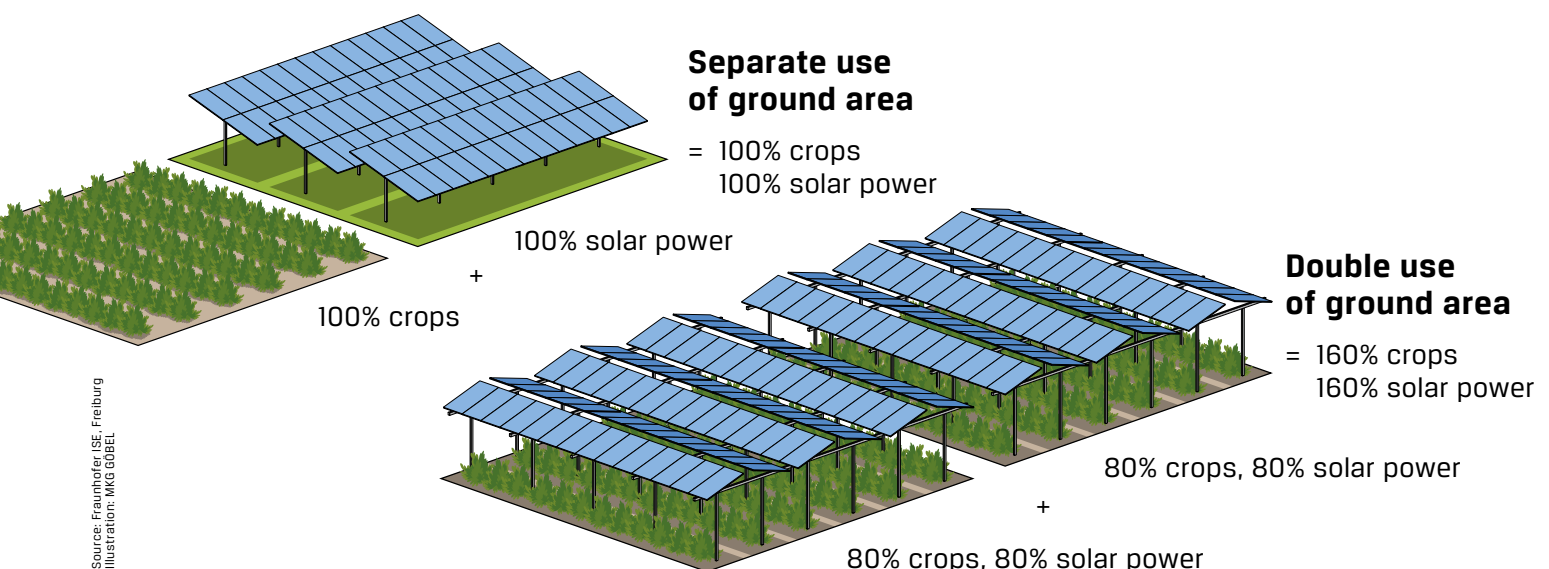 Separate use
of ground area
= 100% crops
100% solar power
100% solar power
+
100% crops
Double use
of ground area
= 160% crops
160% solar power
80% crops, 80% solar power
+
80% crops, 80% solar power
Source: Fraunhofer ISE, Freiburg
Illustration: MKG GÖBEL